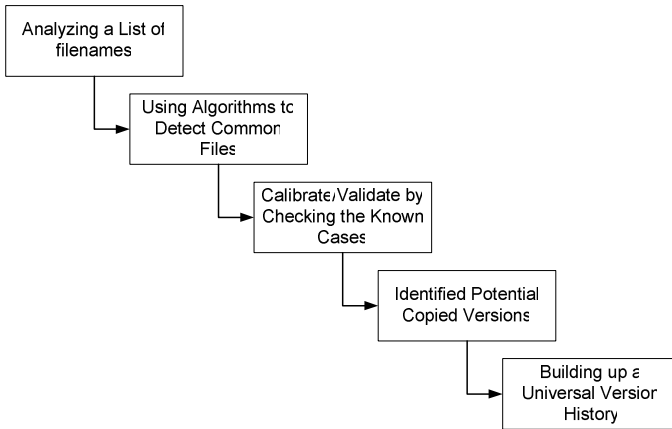 Analyzing a List of
filenames
Using Algorithms to
Detect Common
Files
Calibrate/Validate by
Checking the Known
Cases
Identified Potential
Copied Versions
Building up a
Universal Version
History